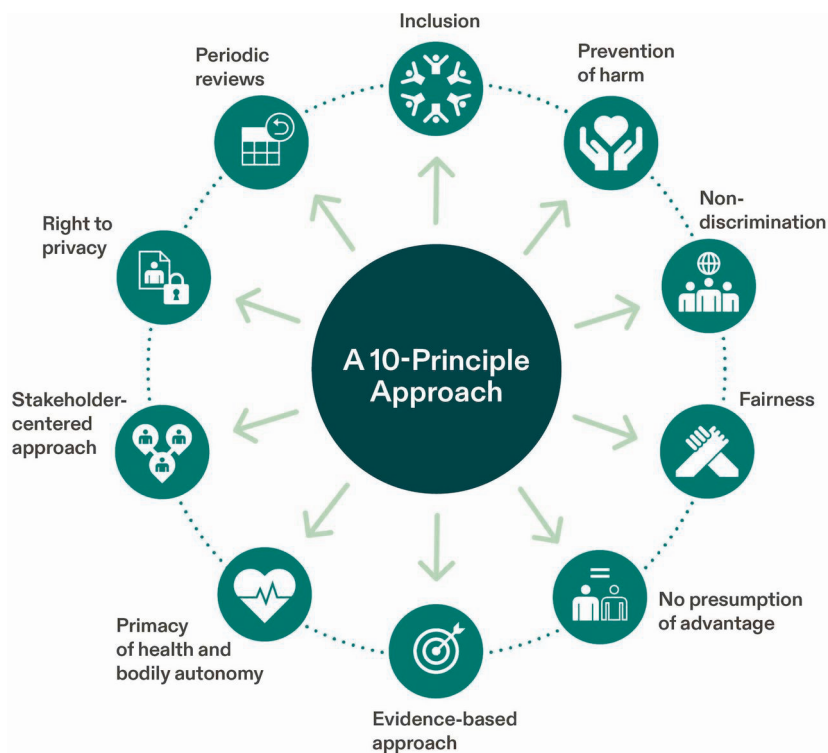 Inclusion
Prevention
of harm
Non-
discrimination
Fairness
No presumption
of advantage
Evidence-based
approach
Primacy
of health and
bodily autonomy
Stakeholder-
centered
approach
Right to
privacy
Periodic
reviews
A 10-Principle
Approach